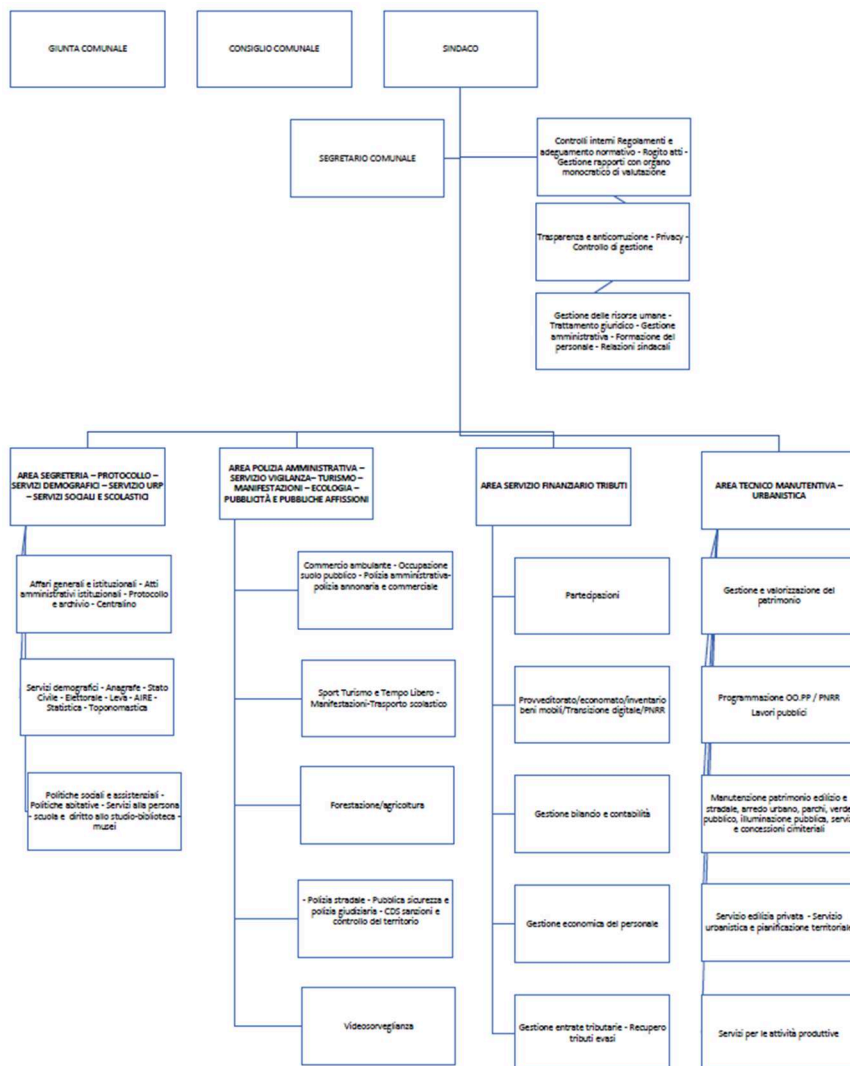 GIUNTA COMUNALE
CONSIGLIO COMUNALE
SINDACO
SEGRETARIO COMUNALE
Controlli interni Regolamenti e
adeguamento normativo - Rogito atti -
Gestione rapporti con organo
monocratico di valutazione
Trasparenza e anticorruzione - Privacy -
Controllo di gestione
Gestione delle risorse umane -
Trattamento giuridico - Gestione
amministrativa - Formazione del
personale - Relazioni sindacali
AREA SEGRETERIA – PROTOCOLLO –
SERVIZI DEMOGRAFICI – SERVIZIO URP
– SERVIZI SOCIALI E SCOLASTICI
Affari generali e istituzionali - Atti
amministrativi istituzionali - Protocollo
e archivio - Centralino
Servizi demografici - Anagrafe - Stato
Civile - Elettorale - Leva - AIRE -
Statistica - Toponomastica
Politiche sociali e assistenziali -
Politiche abitative - Servizi alla persona
- scuola e diritto allo studio-biblioteca -
musei
AREA POLIZIA AMMINISTRATIVA –
SERVIZIO VIGILANZA– TURISMO –
MANIFESTAZIONI – ECOLOGIA –
PUBBLICITÀ E PUBBLICHE AFFISSIONI
Commercio ambulante - Occupazione
suolo pubblico - Polizia amministrativa-
polizia annonaria e commerciale
Sport Turismo e Tempo Libero -
Manifestazioni-Trasporto scolastico
Forestazione/agricoltura
- Polizia stradale - Pubblica sicurezza e
polizia giudiziaria - CDS sanzioni e
controllo del territorio
Videosorveglianza
AREA SERVIZIO FINANZIARIO TRIBUTI
Partecipazioni
Provveditorato/economato/inventario
beni mobili/Transizione digitale/PNRR
Gestione bilancio e contabilità
Gestione economica del personale
Gestione entrate tributarie - Recupero
tributi evasi
AREA TECNICO MANUTENTIVA –
URBANISTICA
Gestione e valorizzazione del
patrimonio
Programmazione OO.PP / PNRR
Lavori pubblici
Manutenzione patrimonio edilizio e
stradale, arredo urbano, parchi, verde
pubblico, illuminazione pubblica, servizi
e concessioni cimiteriali
Servizio edilizia privata - Servizio
urbanistica e pianificazione territoriale
Servizi per le attività produttive